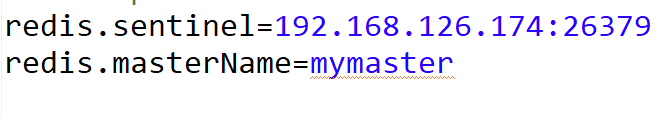 redis.sentinel=192.168.126.174:26379
redis.masterName=mymaster